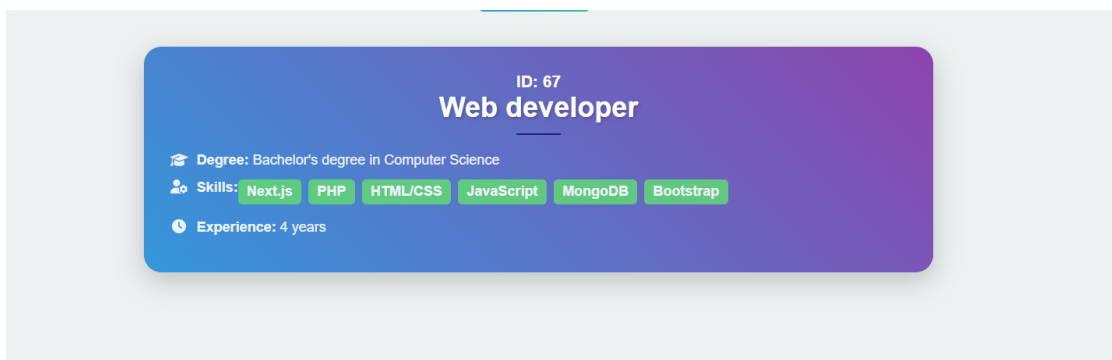 ID: 67
Web developer
Degree: Bachelor's degree in Computer Science
Skills: Next.js PHP HTML/CSS JavaScript MongoDB Bootstrap
Experience: 4 years